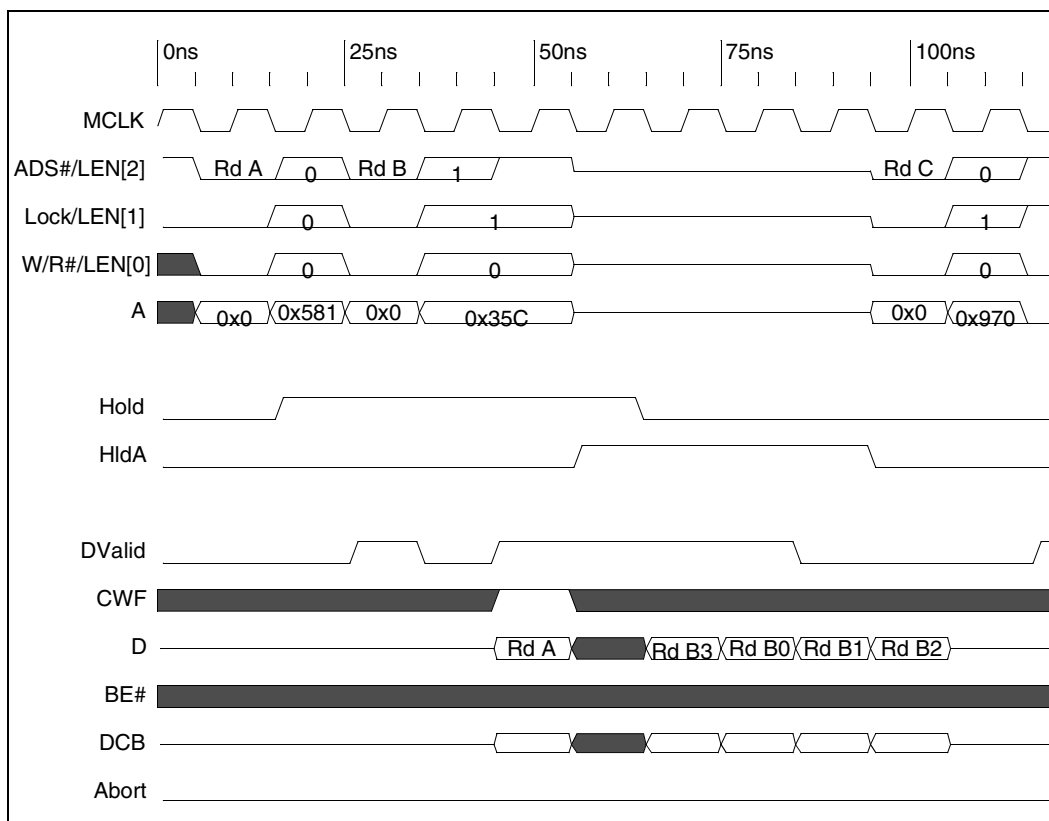 0ns 25ns 50ns 75ns 100ns
MCLK
ADS#/LEN[2] Rd A 0 Rd B 1 Rd C 0
Lock/LEN[1] 0 1 1
W/R#/LEN[0] 0 0 0
A 0x0 0x581 0x0 0x35C 0x0 0x970
Hold
HldA
DValid
CWF
D Rd A Rd B3 Rd B0 Rd B1 Rd B2
BE#
DCB
Abort